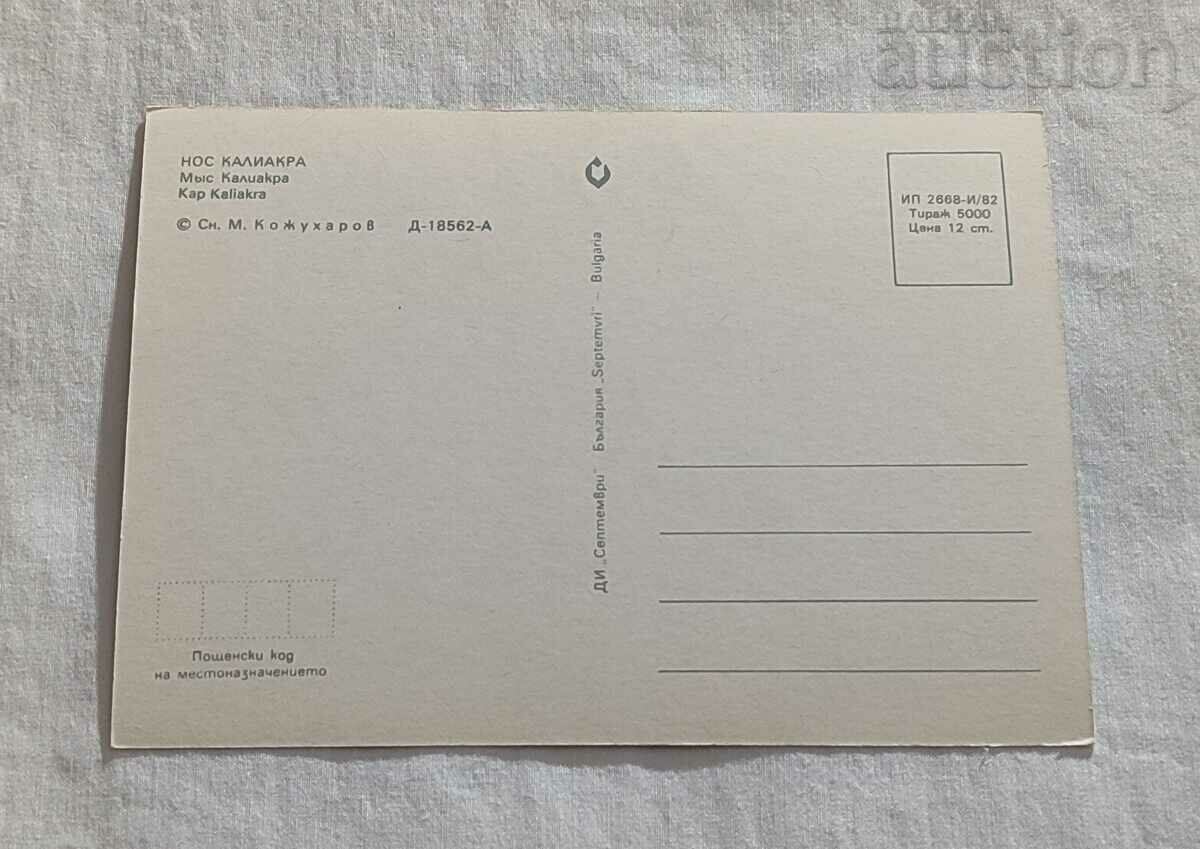 НОС КАЛИАКРА
Мыс Калиакра
Kap Kaliakra
© Сн. М. Кожухаров Д-18562-А
ДИ „Септември" България „Septemvri" – Bulgaria
ИП 2668-И/82
Тираж 5000
Цена 12 ст.
Пощенски код
на местоназначението
auction